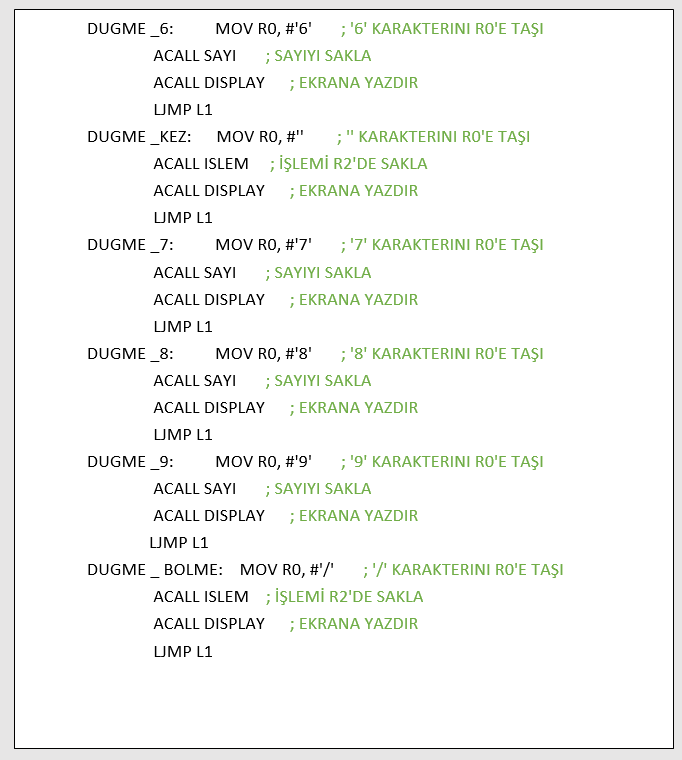 DUGME _6: MOV R0, #'6' ; '6' KARAKTERINI R0'E TAŞI
ACALL SAYI ; SAYIYI SAKLA
ACALL DISPLAY ; EKRANA YAZDIR
LJMP L1
DUGME _KEZ: MOV R0, #'' ; '' KARAKTERINI R0'E TAŞI
ACALL ISLEM ; İŞLEMİ R2'DE SAKLA
ACALL DISPLAY ; EKRANA YAZDIR
LJMP L1
DUGME _7: MOV R0, #'7' ; '7' KARAKTERINI R0'E TAŞI
ACALL SAYI ; SAYIYI SAKLA
ACALL DISPLAY ; EKRANA YAZDIR
LJMP L1
DUGME _8: MOV R0, #'8' ; '8' KARAKTERINI R0'E TAŞI
ACALL SAYI ; SAYIYI SAKLA
ACALL DISPLAY ; EKRANA YAZDIR
LJMP L1
DUGME _9: MOV R0, #'9' ; '9' KARAKTERINI R0'E TAŞI
ACALL SAYI ; SAYIYI SAKLA
ACALL DISPLAY ; EKRANA YAZDIR
LJMP L1
DUGME _ BOLME: MOV R0, #'/' ; '/' KARAKTERINI R0'E TAŞI
ACALL ISLEM ; İŞLEMİ R2'DE SAKLA
ACALL DISPLAY ; EKRANA YAZDIR
LJMP L1